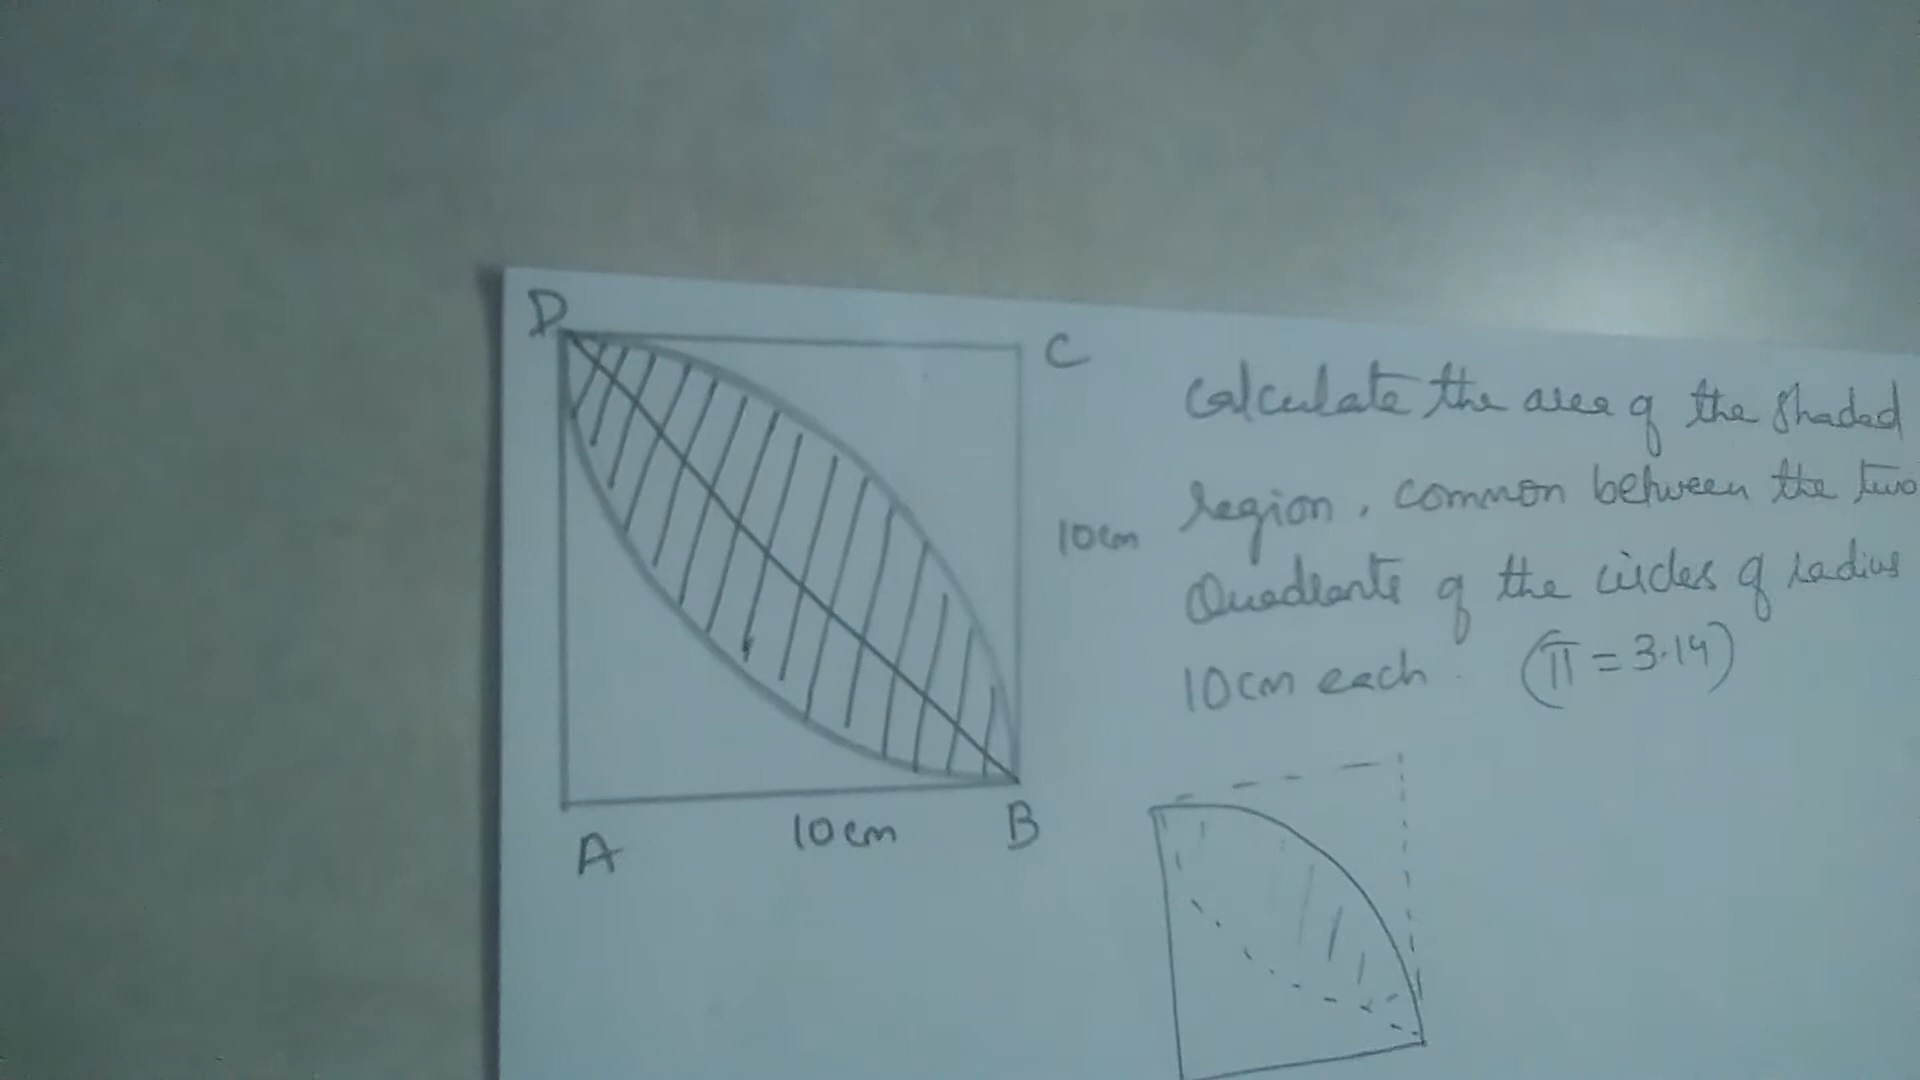 D
C
Calculate the area of the shaded
region, common between the two
10cm
Quadrants of the circles of radius
10cm each. (π = 3.14)
10cm
B
A